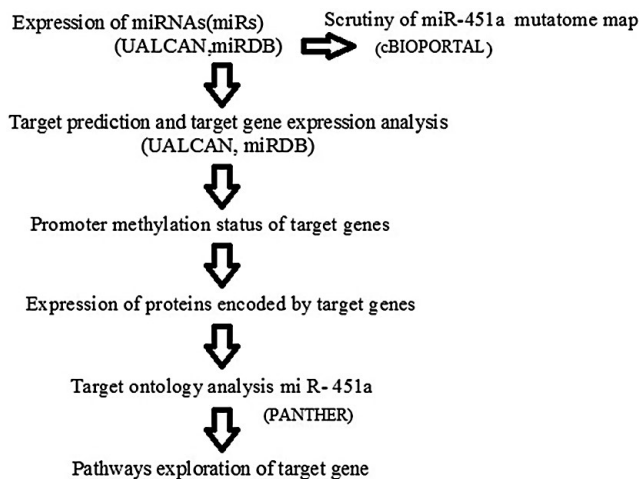 Expression of miRNAs(miRs)
(UALCAN,miRDB)
Scrutiny of miR-451a mutatome map
(cBIOPORTAL)
Target prediction and target gene expression analysis
(UALCAN, miRDB)
Promoter methylation status of target genes
Expression of proteins encoded by target genes
Target ontology analysis mi R- 451a
(PANTHER)
Pathways exploration of target gene